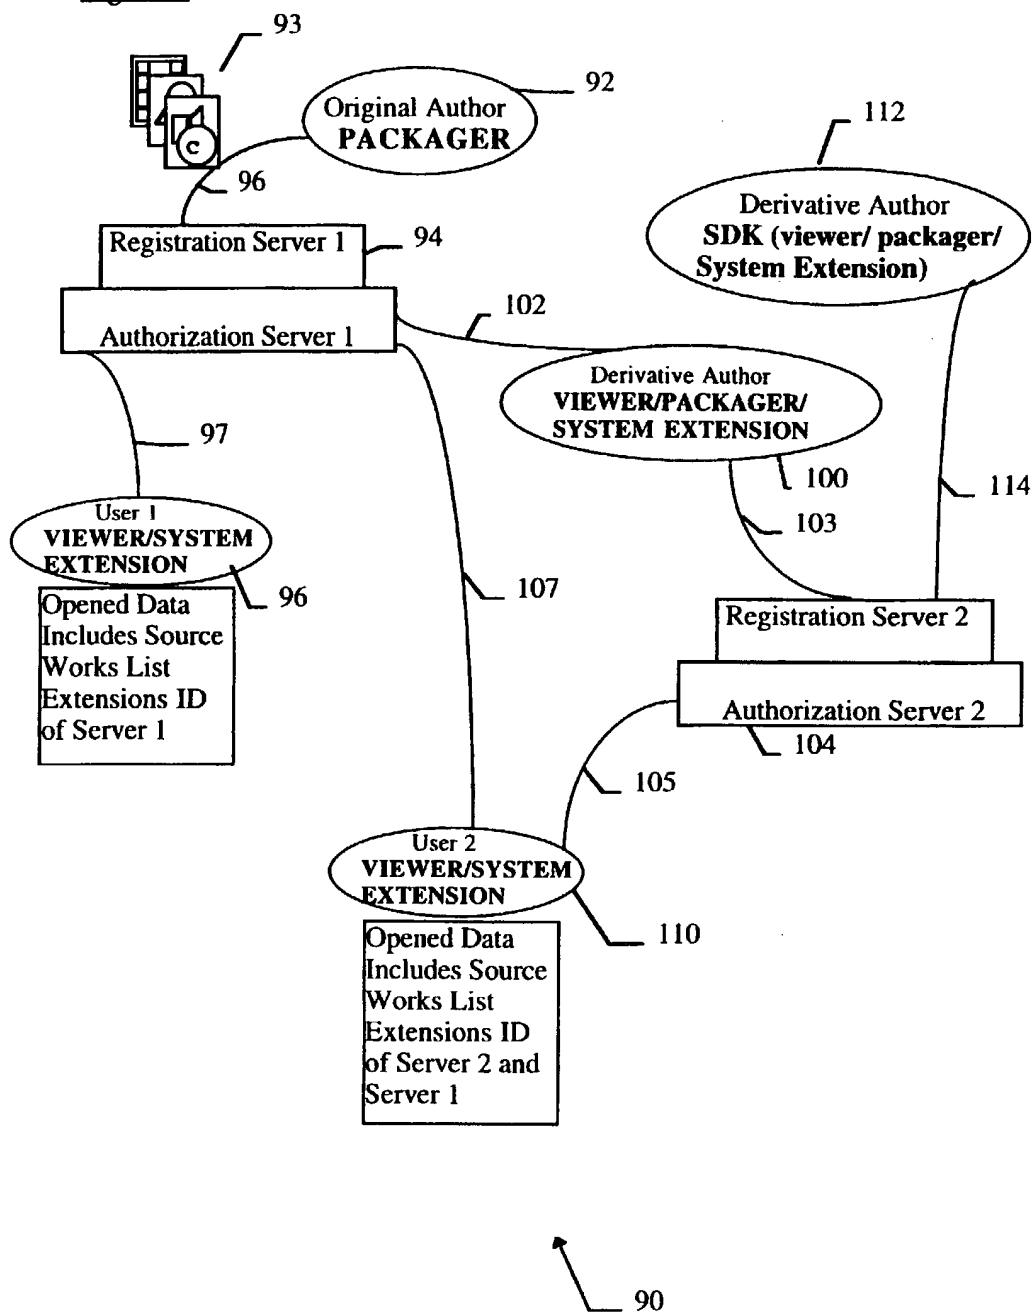 93
Original Author
PACKAGER
92
C
96
112
Derivative Author
SDK (viewer/ packager/
System Extension)
Registration Server 1
94
Authorization Server 1
102
Derivative Author
VIEWER/PACKAGER/
SYSTEM EXTENSION
97
100
114
103
User 1
VIEWER/SYSTEM
EXTENSION
96
107
Opened Data
Includes Source
Works List
Extensions ID
of Server 1
Registration Server 2
Authorization Server 2
104
105
User 2
VIEWER/SYSTEM
EXTENSION
110
Opened Data
Includes Source
Works List
Extensions ID
of Server 2 and
Server 1
90